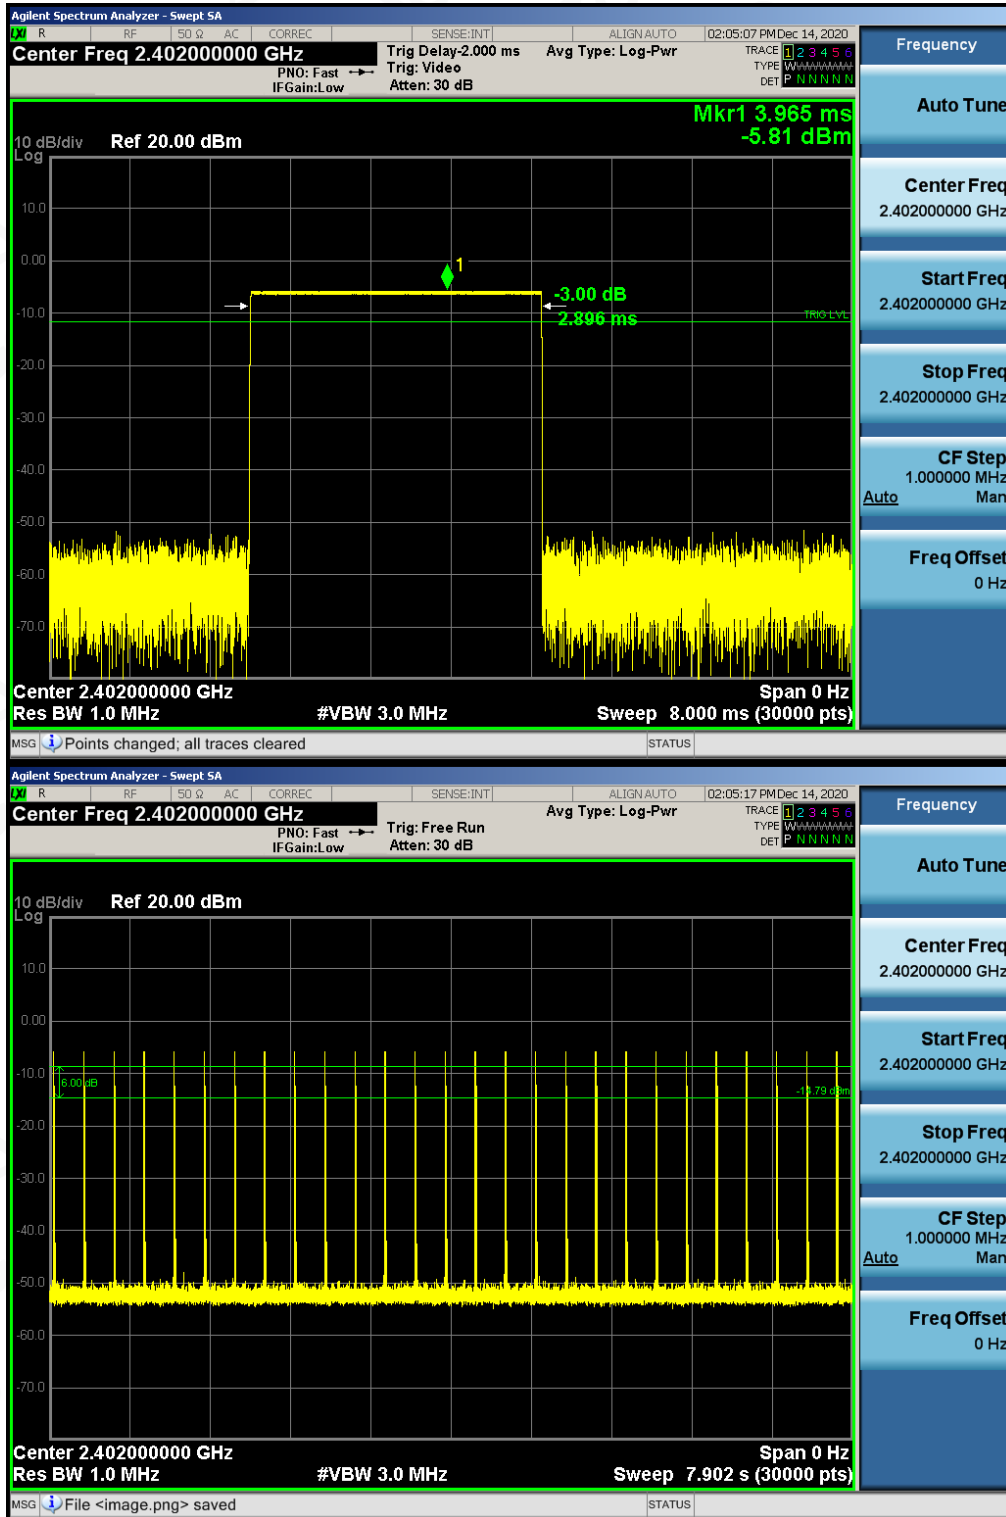 Agilent Spectrum Analyzer - Swept SA
LXI R RF 50 Ω AC CORREC SENSE:INT ALIGN AUTO 02:05:07 PM Dec 14, 2020
Center Freq 2.402000000 GHz
PNO: Fast
IFGain:Low
Trig Delay-2.000 ms
Trig: Video
Atten: 30 dB
Avg Type: Log-Pwr
TRACE 1 2 3 4 5 6
TYPE WWWWWW
DET P N N N N N
Mkr1 3.965 ms
-5.81 dBm
10 dB/div Ref 20.00 dBm
Log
10.0
0.00
-10.0
-20.0
-30.0
-40.0
-50.0
-60.0
-70.0
1
-3.00 dB
2.896 ms
TRIG LVL
Center 2.402000000 GHz Span 0 Hz
Res BW 1.0 MHz #VBW 3.0 MHz Sweep 8.000 ms (30000 pts)
MSG Points changed; all traces cleared STATUS
Frequency
Auto Tune
Center Freq
2.402000000 GHz
Start Freq
2.402000000 GHz
Stop Freq
2.402000000 GHz
CF Step
1.000000 MHz
Auto Man
Freq Offset
0 Hz
Agilent Spectrum Analyzer - Swept SA
LXI R RF 50 Ω AC CORREC SENSE:INT ALIGN AUTO 02:05:17 PM Dec 14, 2020
Center Freq 2.402000000 GHz
PNO: Fast
IFGain:Low
Trig: Free Run
Atten: 30 dB
Avg Type: Log-Pwr
TRACE 1 2 3 4 5 6
TYPE WWWWWW
DET P N N N N N
10 dB/div Ref 20.00 dBm
Log
10.0
0.00
-10.0
-20.0
-30.0
-40.0
-50.0
-60.0
-70.0
6.00 dB
-14.79 dBm
Center 2.402000000 GHz Span 0 Hz
Res BW 1.0 MHz #VBW 3.0 MHz Sweep 7.902 s (30000 pts)
MSG File <image.png> saved STATUS
Frequency
Auto Tune
Center Freq
2.402000000 GHz
Start Freq
2.402000000 GHz
Stop Freq
2.402000000 GHz
CF Step
1.000000 MHz
Auto Man
Freq Offset
0 Hz